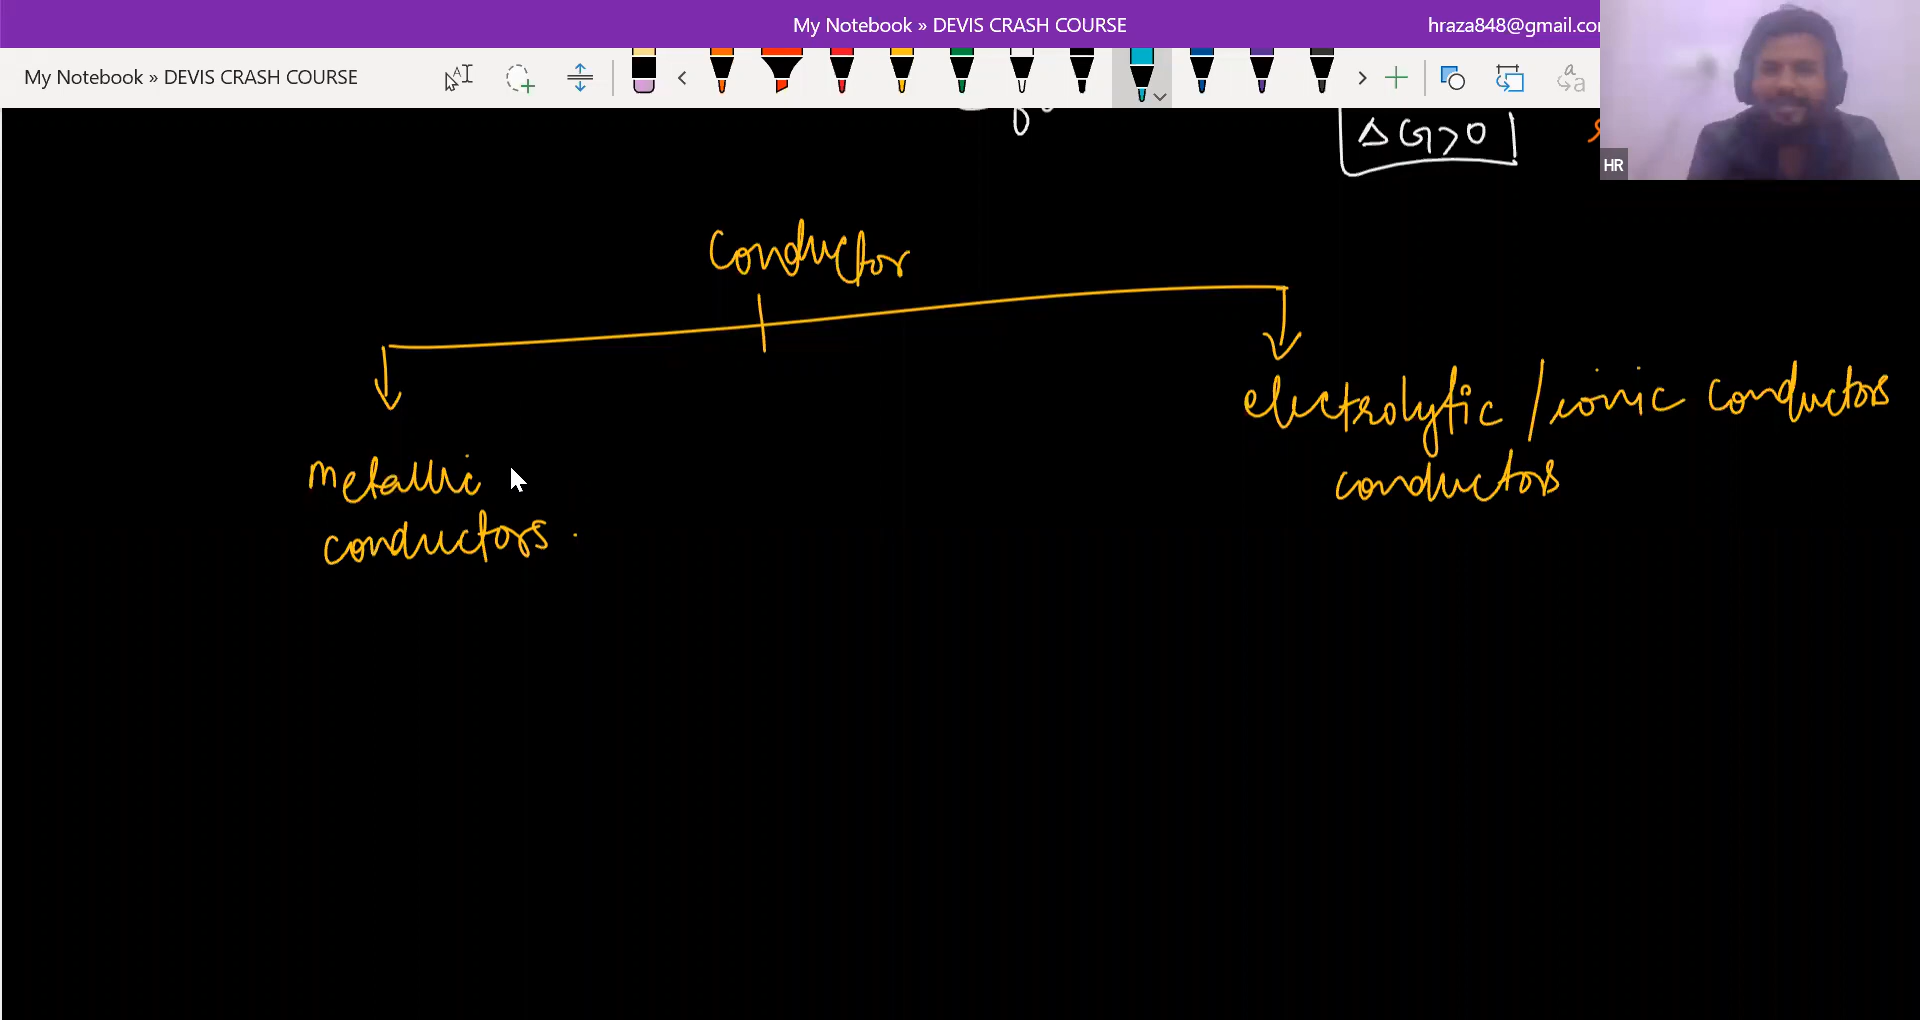 My Notebook » DEVIS CRASH COURSE
hraza848@gmail.co
My Notebook » DEVIS CRASH COURSE
ΔG>0
HR
Conductor
electrolytic / ionic conductors
conductors
Metallic
conductors.